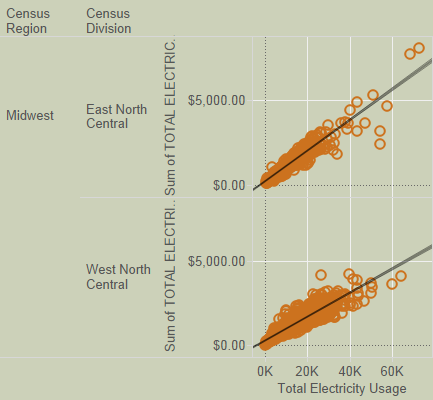 Census Region
Census Division
Midwest
East North Central
Sum of TOTAL ELECTRIC.
$5,000.00
$0.00
West North Central
Sum of TOTAL ELECTRI..
$5,000.00
$0.00
0K 20K 40K 60K
Total Electricity Usage